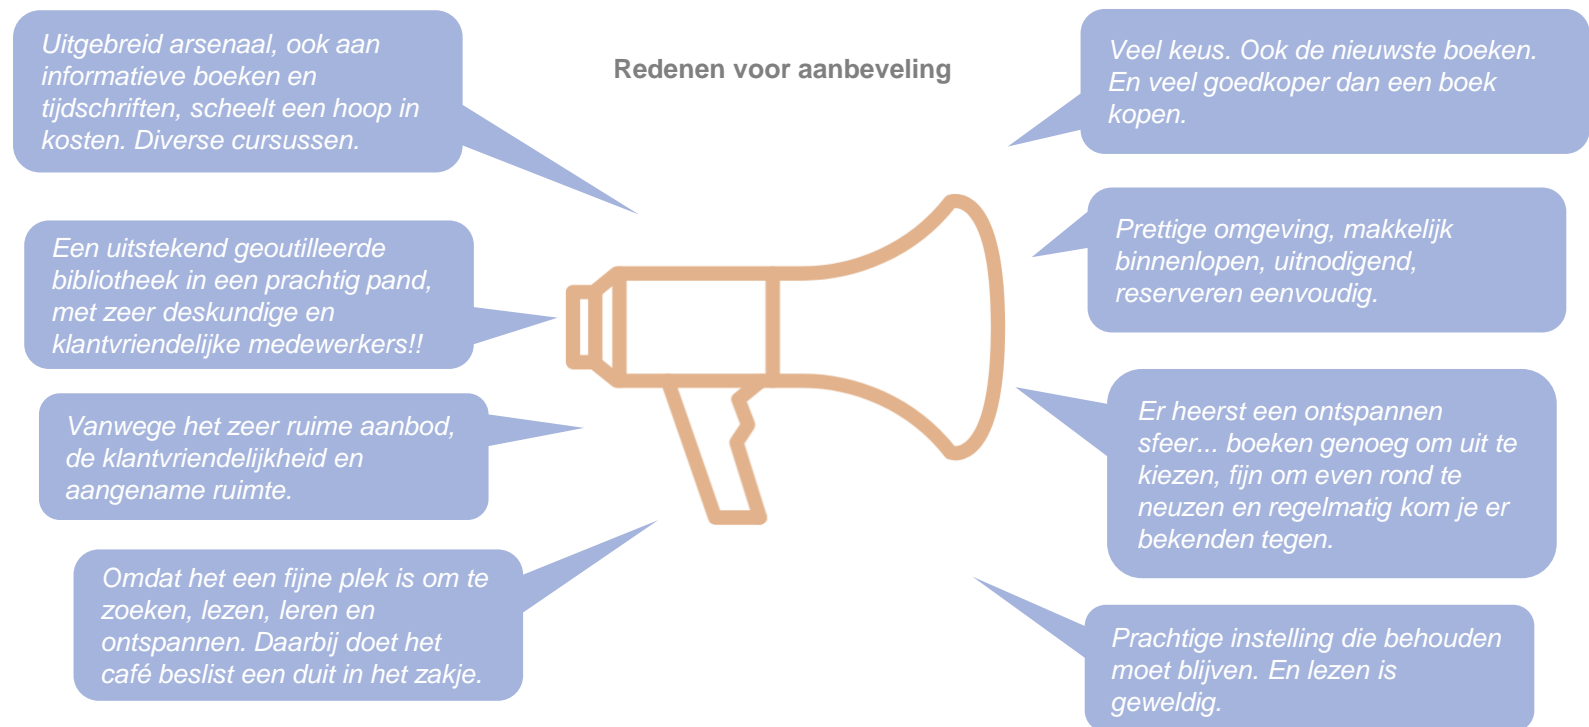 Redenen voor aanbeveling
Uitgebreid arsenaal, ook aan
informatieve boeken en
tijdschriften, scheelt een hoop in
kosten. Diverse cursussen.
Een uitstekend geoutilleerde
bibliotheek in een prachtig pand,
met zeer deskundige en
klantvriendelijke medewerkers!!
Vanwege het zeer ruime aanbod,
de klantvriendelijkheid en
aangename ruimte.
Omdat het een fijne plek is om te
zoeken, lezen, leren en
ontspannen. Daarbij doet het
café beslist een duit in het zakje.
Veel keus. Ook de nieuwste boeken.
En veel goedkoper dan een boek
kopen.
Prettige omgeving, makkelijk
binnenlopen, uitnodigend,
reserveren eenvoudig.
Er heerst een ontspannen
sfeer... boeken genoeg om uit te
kiezen, fijn om even rond te
neuzen en regelmatig kom je er
bekenden tegen.
Prachtige instelling die behouden
moet blijven. En lezen is
geweldig.